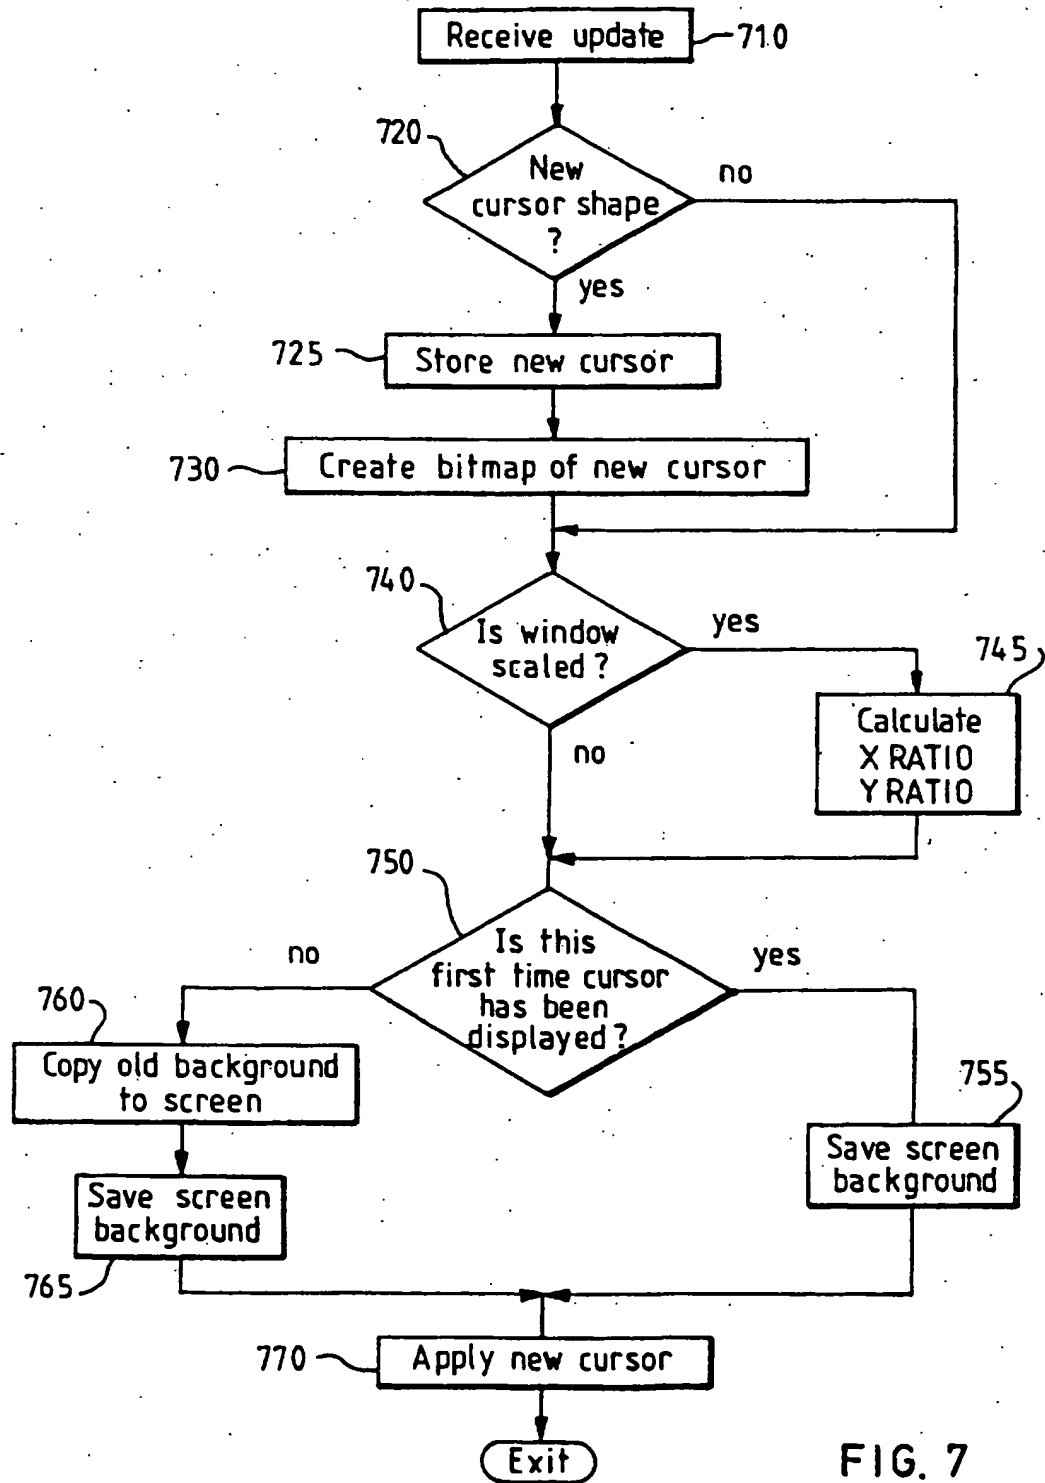 Receive update
710
720
New
cursor shape
?
no
yes
725
Store new cursor
730
Create bitmap of new cursor
740
Is window
scaled?
yes
745
Calculate
X RATIO
Y RATIO
no
750
Is this
first time cursor
has been
displayed?
no
yes
760
Copy old background
to screen
755
Save screen
background
Save screen
background
765
770
Apply new cursor
Exit
FIG. 7